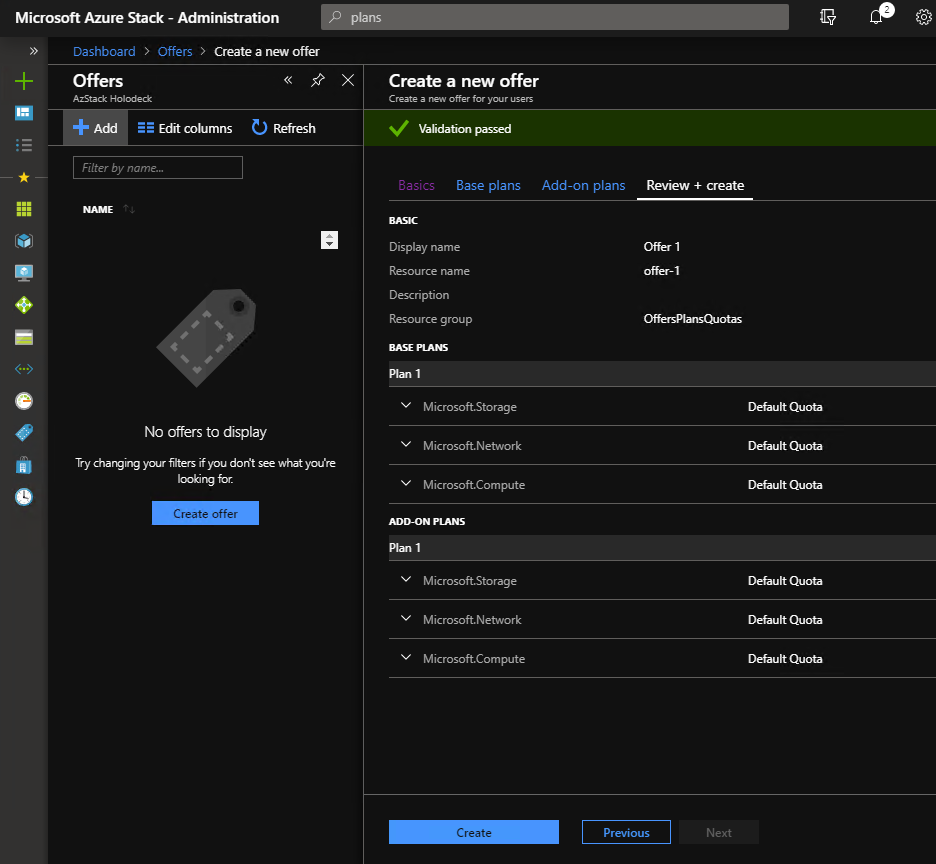 Microsoft Azure Stack - Administration
plans
2
Dashboard > Offers > Create a new offer
Offers
AzStack Holodeck
Add
Edit columns
Refresh
Filter by name...
NAME
No offers to display
Try changing your filters if you don't see what you're
looking for.
Create offer
Create a new offer
Create a new offer for your users
Validation passed
Basics
Base plans
Add-on plans
Review + create
BASIC
Display name Offer 1
Resource name offer-1
Description
Resource group OffersPlansQuotas
BASE PLANS
Plan 1
Microsoft.Storage Default Quota
Microsoft.Network Default Quota
Microsoft.Compute Default Quota
ADD-ON PLANS
Plan 1
Microsoft.Storage Default Quota
Microsoft.Network Default Quota
Microsoft.Compute Default Quota
Create
Previous
Next